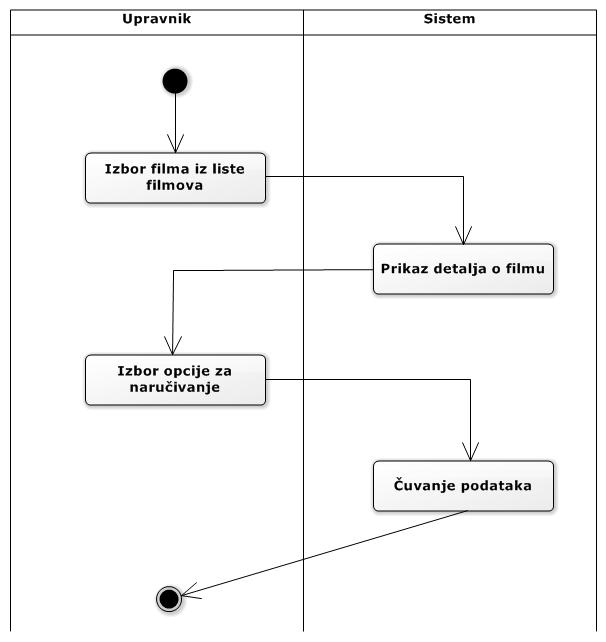 Upravnik
Sistem
Izbor filma iz liste
filmova
Prikaz detalja o filmu
Izbor opcije za
naručivanje
Čuvanje podataka